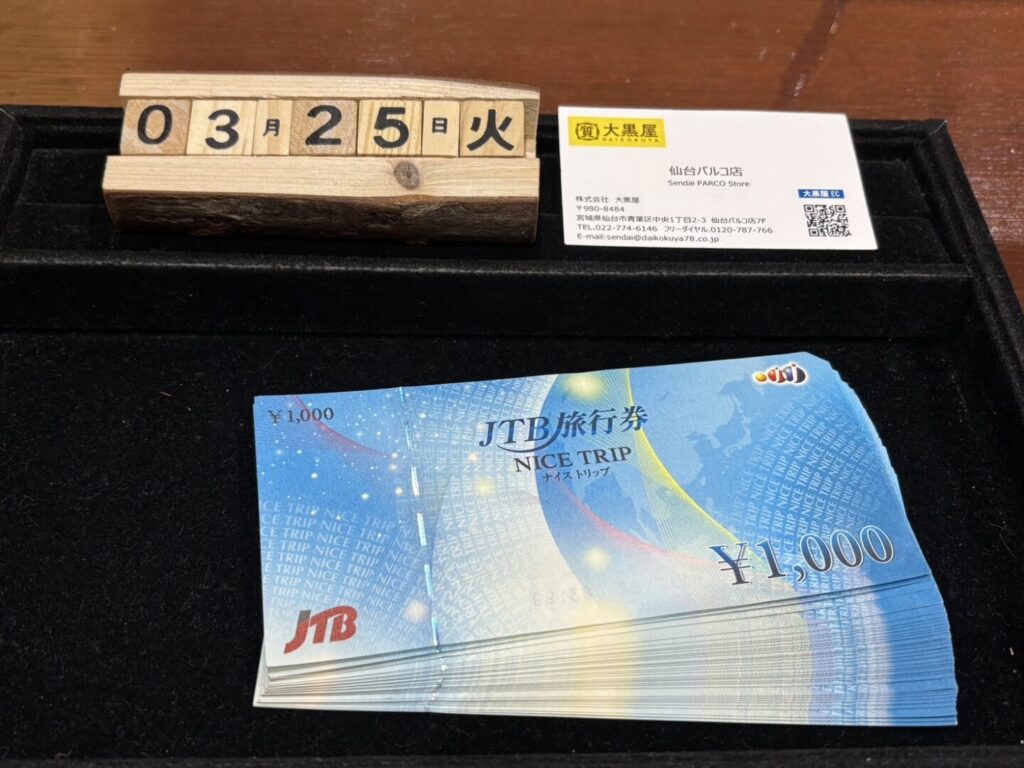 03月25日火
質 大黒屋
DAIKOKUYA
仙台パルコ店
Sendai PARCO Store
大黒屋 EC
株式会社 大黒屋
〒980-8484
宮城県仙台市青葉区中央1丁目2-3 仙台パルコ店7F
TEL.022-774-6146 フリーダイヤル.0120-787-766
E-mail:sendai@daikokuya78.co.jp
¥1,000
JTB旅行券
NICE TRIP
ナイストリップ
¥1,000
JTB